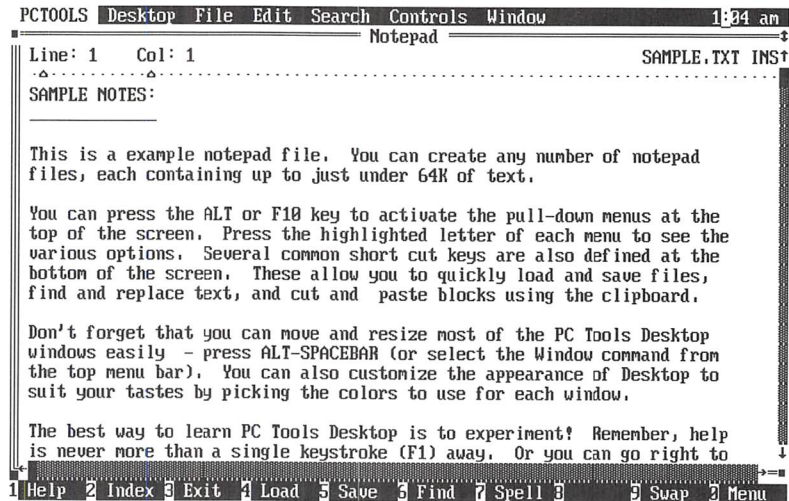 PCTOOLS Desktop File Edit Search Controls Window 1:04 am
Notepad
Line: 1 Col: 1 SAMPLE.TXT INS
SAMPLE NOTES:
This is a example notepad file. You can create any number of notepad
files, each containing up to just under 64K of text.
You can press the ALT or F10 key to activate the pull-down menus at the
top of the screen. Press the highlighted letter of each menu to see the
various options. Several common short cut keys are also defined at the
bottom of the screen. These allow you to quickly load and save files,
find and replace text, and cut and paste blocks using the clipboard.
Don't forget that you can move and resize most of the PC Tools Desktop
windows easily - press ALT-SPACEBAR (or select the Window command from
the top menu bar). You can also customize the appearance of Desktop to
suit your tastes by picking the colors to use for each window.
The best way to learn PC Tools Desktop is to experiment! Remember, help
is never more than a single keystroke (F1) away. Or you can go right to
1 Help 2 Index 3 Exit 4 Load 5 Save 6 Find 7 Spell 8 9 Swap 0 Menu